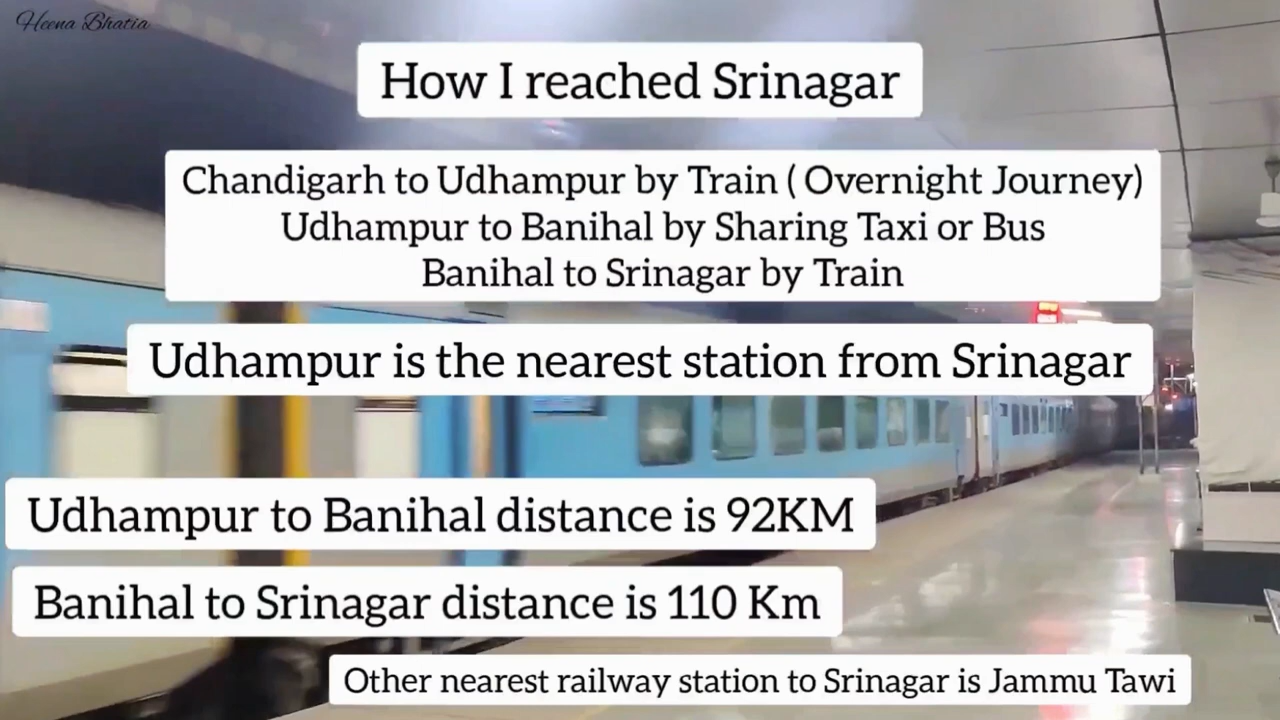 Heena Bhatia
How I reached Srinagar
Chandigarh to Udhampur by Train ( Overnight Journey)
Udhampur to Banihal by Sharing Taxi or Bus
Banihal to Srinagar by Train
Udhampur is the nearest station from Srinagar
Udhampur to Banihal distance is 92KM
Banihal to Srinagar distance is 110 Km
Other nearest railway station to Srinagar is Jammu Tawi